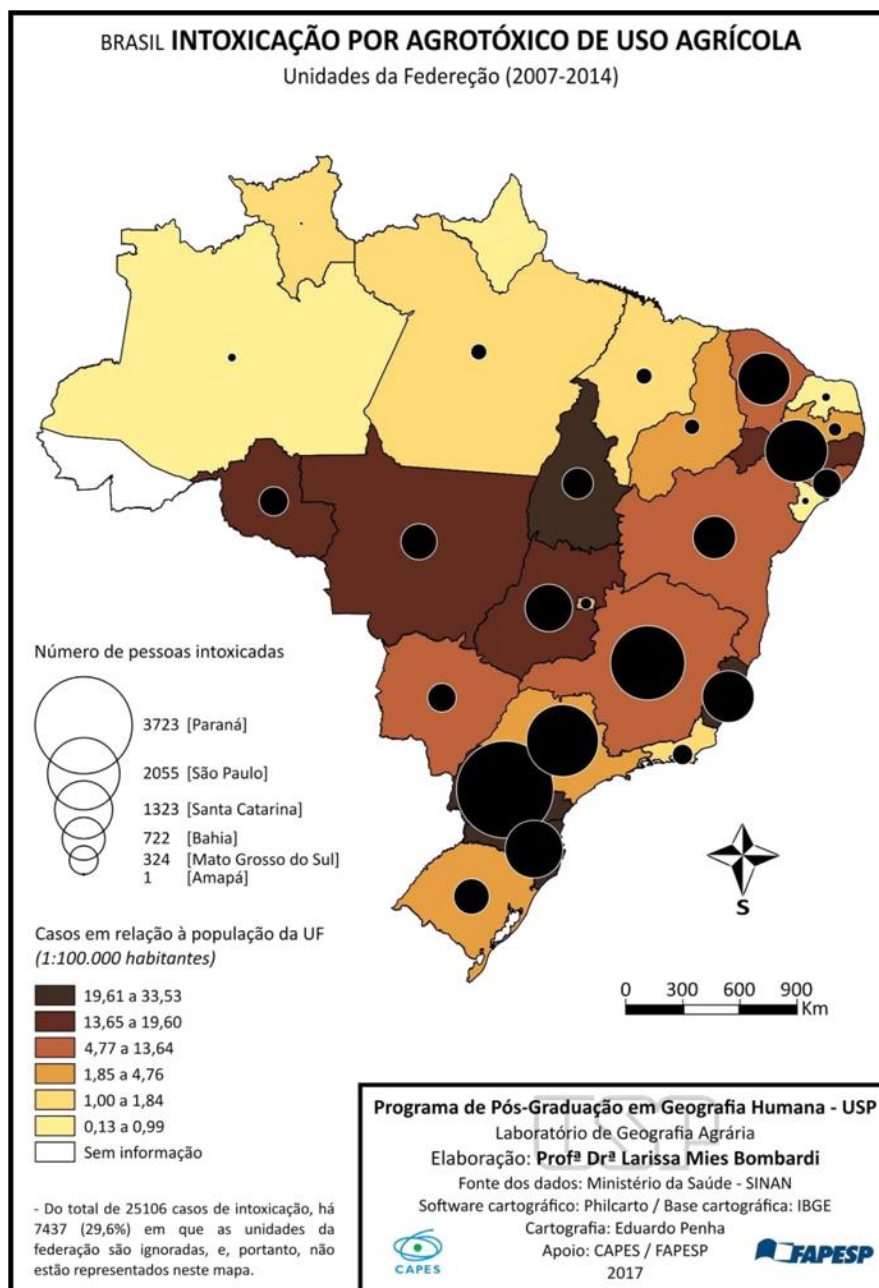 BRASIL INTOXICAÇÃO POR AGROTÓXICO DE USO AGRÍCOLA
Unidades da Federeção (2007-2014)
Número de pessoas intoxicadas
3723 [Paraná]
2055 [São Paulo]
1323 [Santa Catarina]
722 [Bahia]
324 [Mato Grosso do Sul]
1 [Amapá]
Casos em relação à população da UF
(1:100.000 habitantes)
19,61 a 33,53
13,65 a 19,60
4,77 a 13,64
1,85 a 4,76
1,00 a 1,84
0,13 a 0,99
Sem informação
- Do total de 25106 casos de intoxicação, há
7437 (29,6%) em que as unidades da
federação são ignoradas, e, portanto, não
estão representados neste mapa.
S
0 300 600 900
Km
USP
Programa de Pós-Graduação em Geografia Humana - USP
Laboratório de Geografia Agrária
Elaboração: Profª Drª Larissa Mies Bombardi
Fonte dos dados: Ministério da Saúde - SINAN
Software cartográfico: Philcarto / Base cartográfica: IBGE
Cartografia: Eduardo Penha
Apoio: CAPES / FAPESP
2017
CAPES
FAPESP